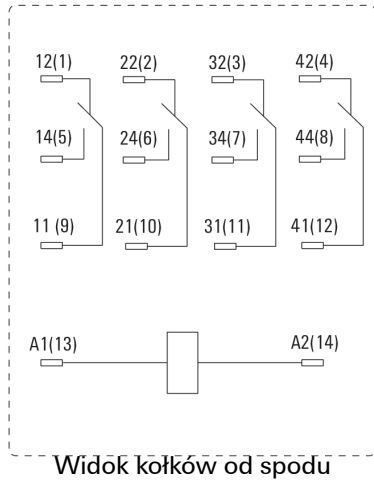 12(1) 22(2) 32(3) 42(4)
14(5) 24(6) 34(7) 44(8)
11 (9) 21(10) 31(11) 41(12)
A1(13) A2(14)
Widok kołków od spodu